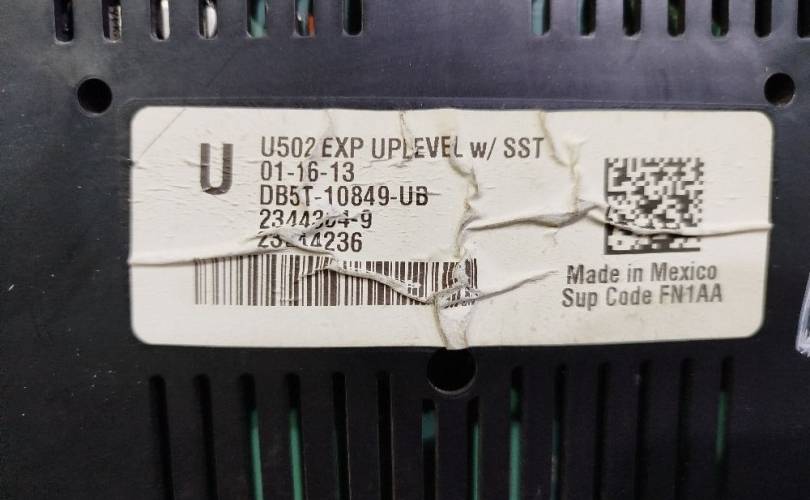 U
U502 EXP UPLEVEL w/ SST
01-16-13
DB5T-10849-UB
Made in Mexico
Sup Code FN1AA